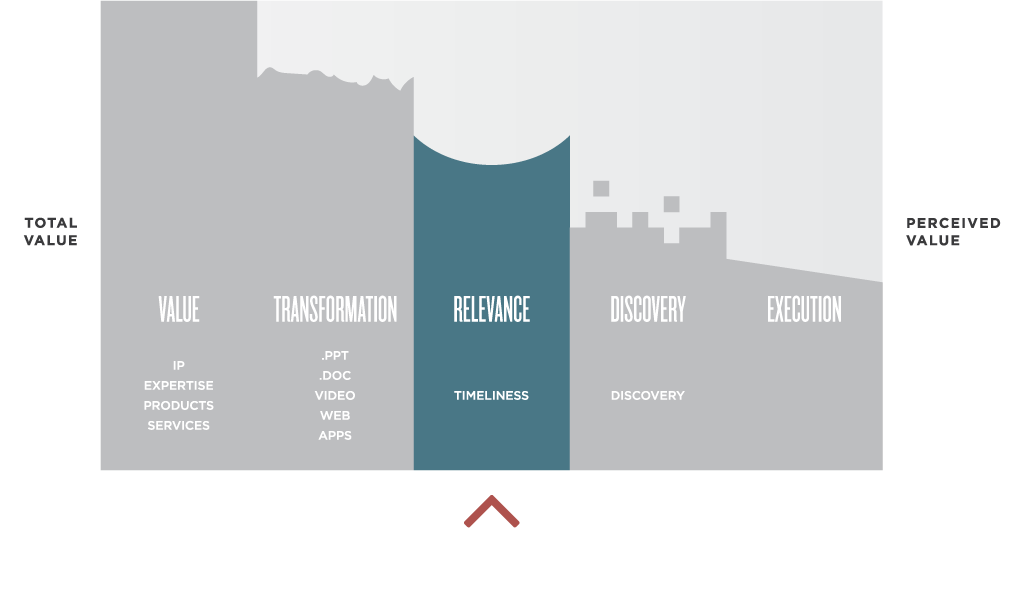 TOTAL
VALUE
PERCEIVED
VALUE
VALUE
IP
EXPERTISE
PRODUCTS
SERVICES
TRANSFORMATION
.PPT
.DOC
VIDEO
WEB
APPS
RELEVANCE
TIMELINESS
DISCOVERY
DISCOVERY
EXECUTION